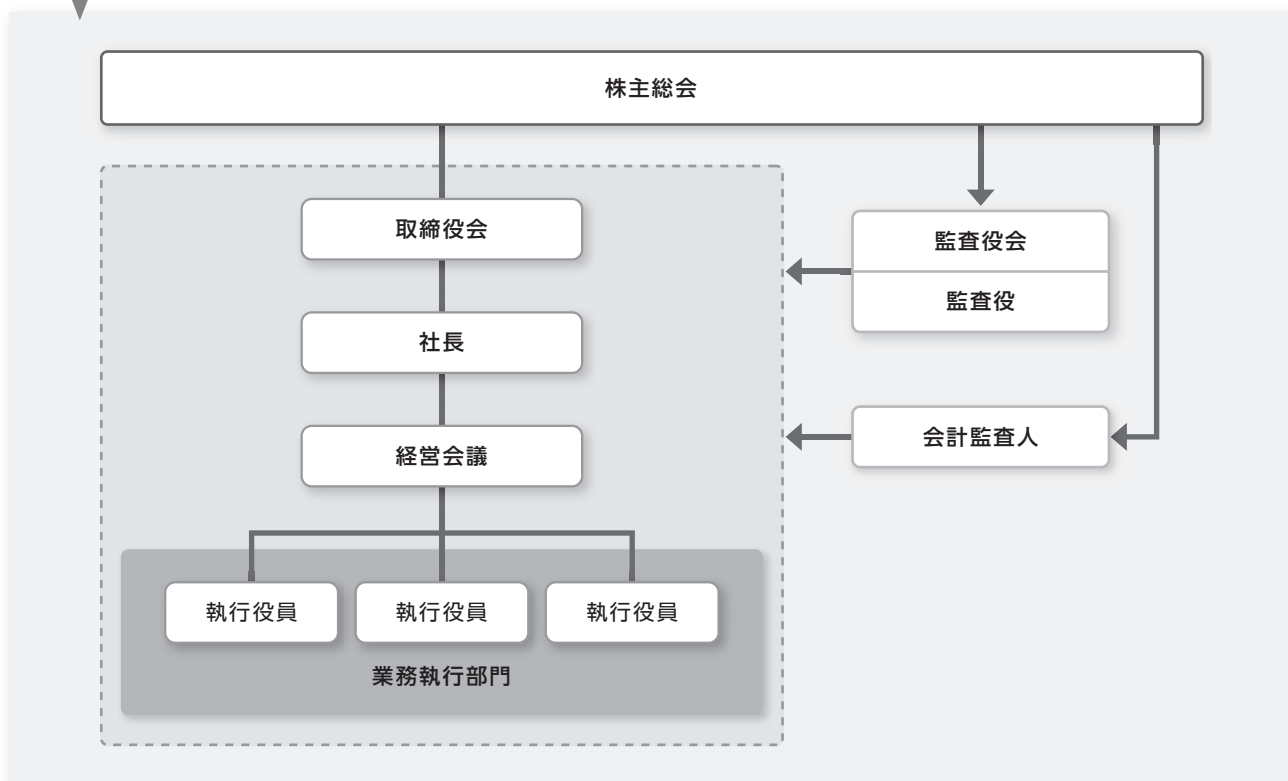 株主総会
取締役会
社長
経営会議
執行役員
執行役員
執行役員
業務執行部門
監査役会
監査役
会計監査人